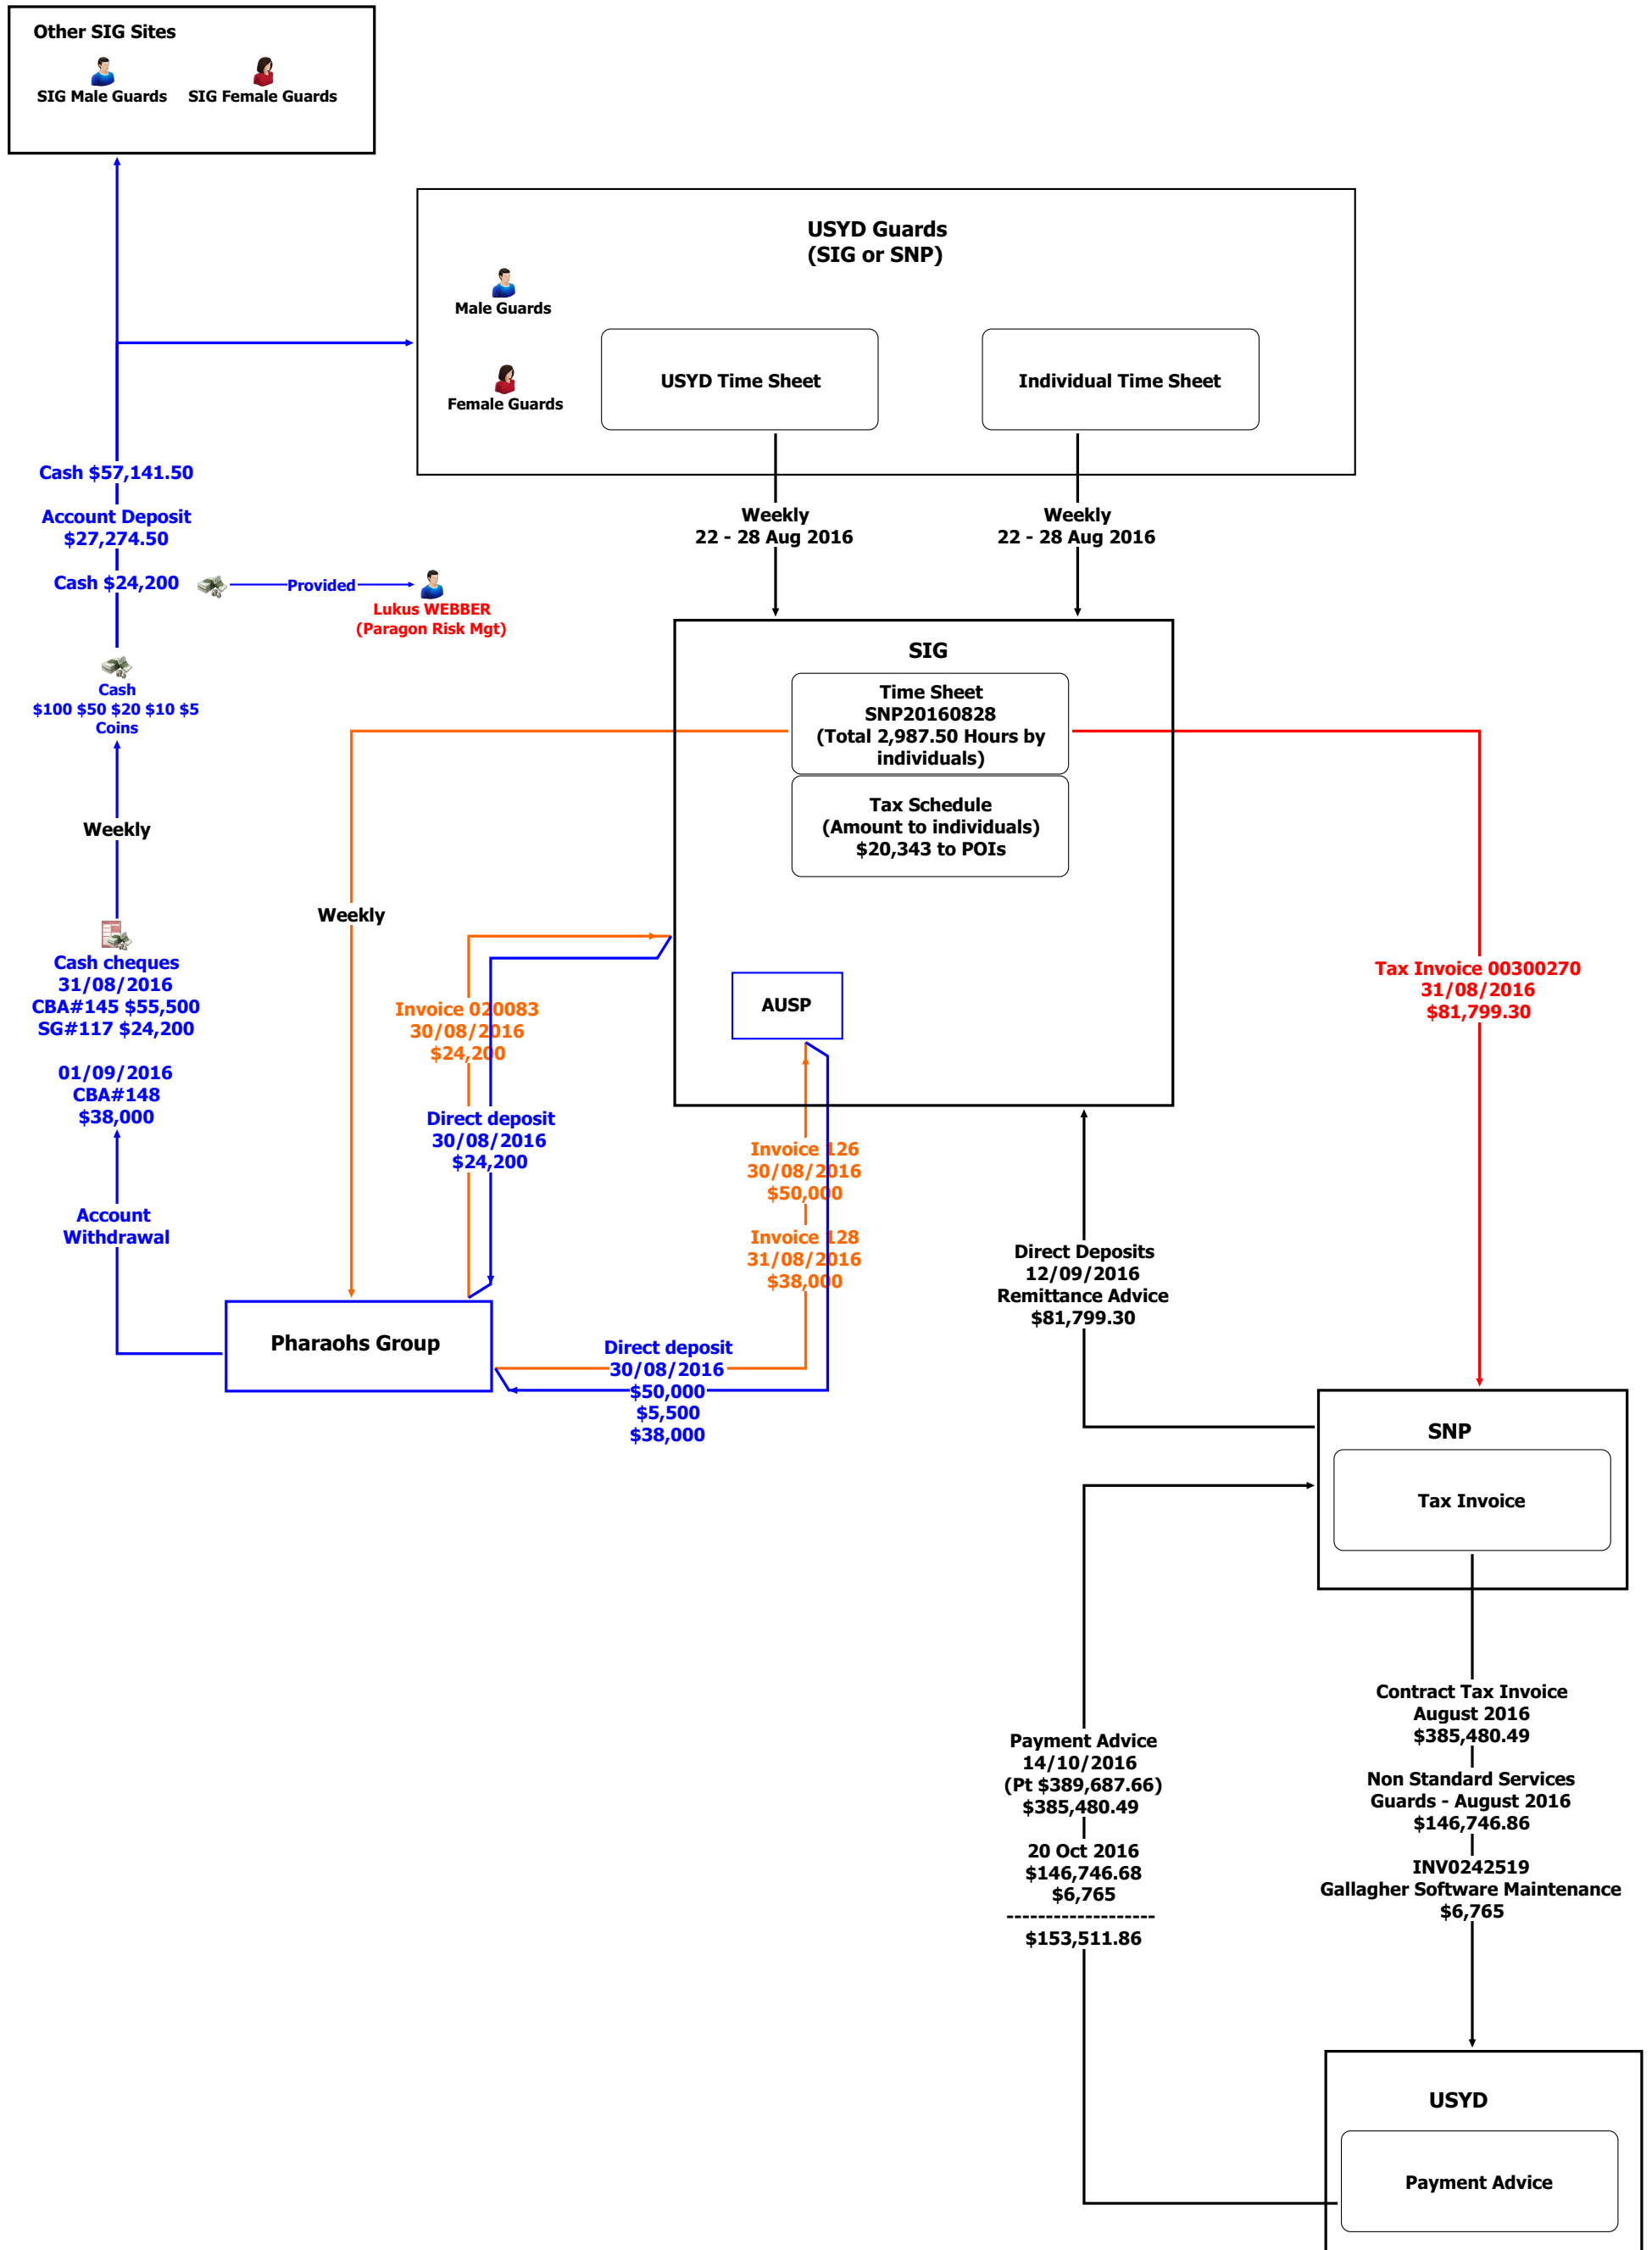 Other SIG Sites
SIG Male Guards
SIG Female Guards
USYD Guards
(SIG or SNP)
Male Guards
Female Guards
USYD Time Sheet
Individual Time Sheet
Cash $57,141.50
Account Deposit
$27,274.50
Cash $24,200
Provided
Lukus WEBBER
(Paragon Risk Mgt)
Cash
$100 $50 $20 $10 $5
Coins
Weekly
22 - 28 Aug 2016
Weekly
22 - 28 Aug 2016
SIG
Time Sheet
SNP20160828
(Total 2,987.50 Hours by
individuals)
Tax Schedule
(Amount to individuals)
$20,343 to POIs
Weekly
Weekly
Cash cheques
31/08/2016
CBA#145 $55,500
SG#117 $24,200
01/09/2016
CBA#148
$38,000
Account
Withdrawal
Invoice 020083
30/08/2016
$24,200
Direct deposit
30/08/2016
$24,200
AUSP
Invoice 126
30/08/2016
$50,000
Invoice 128
31/08/2016
$38,000
Tax Invoice 00300270
31/08/2016
$81,799.30
Direct Deposits
12/09/2016
Remittance Advice
$81,799.30
Pharaohs Group
Direct deposit
30/08/2016
$50,000
$5,500
$38,000
SNP
Tax Invoice
Contract Tax Invoice
August 2016
$385,480.49
Non Standard Services
Guards - August 2016
$146,746.86
INV0242519
Gallagher Software Maintenance
$6,765
Payment Advice
14/10/2016
(Pt $389,687.66)
$385,480.49
20 Oct 2016
$146,746.68
$6,765
-------------------
$153,511.86
USYD
Payment Advice